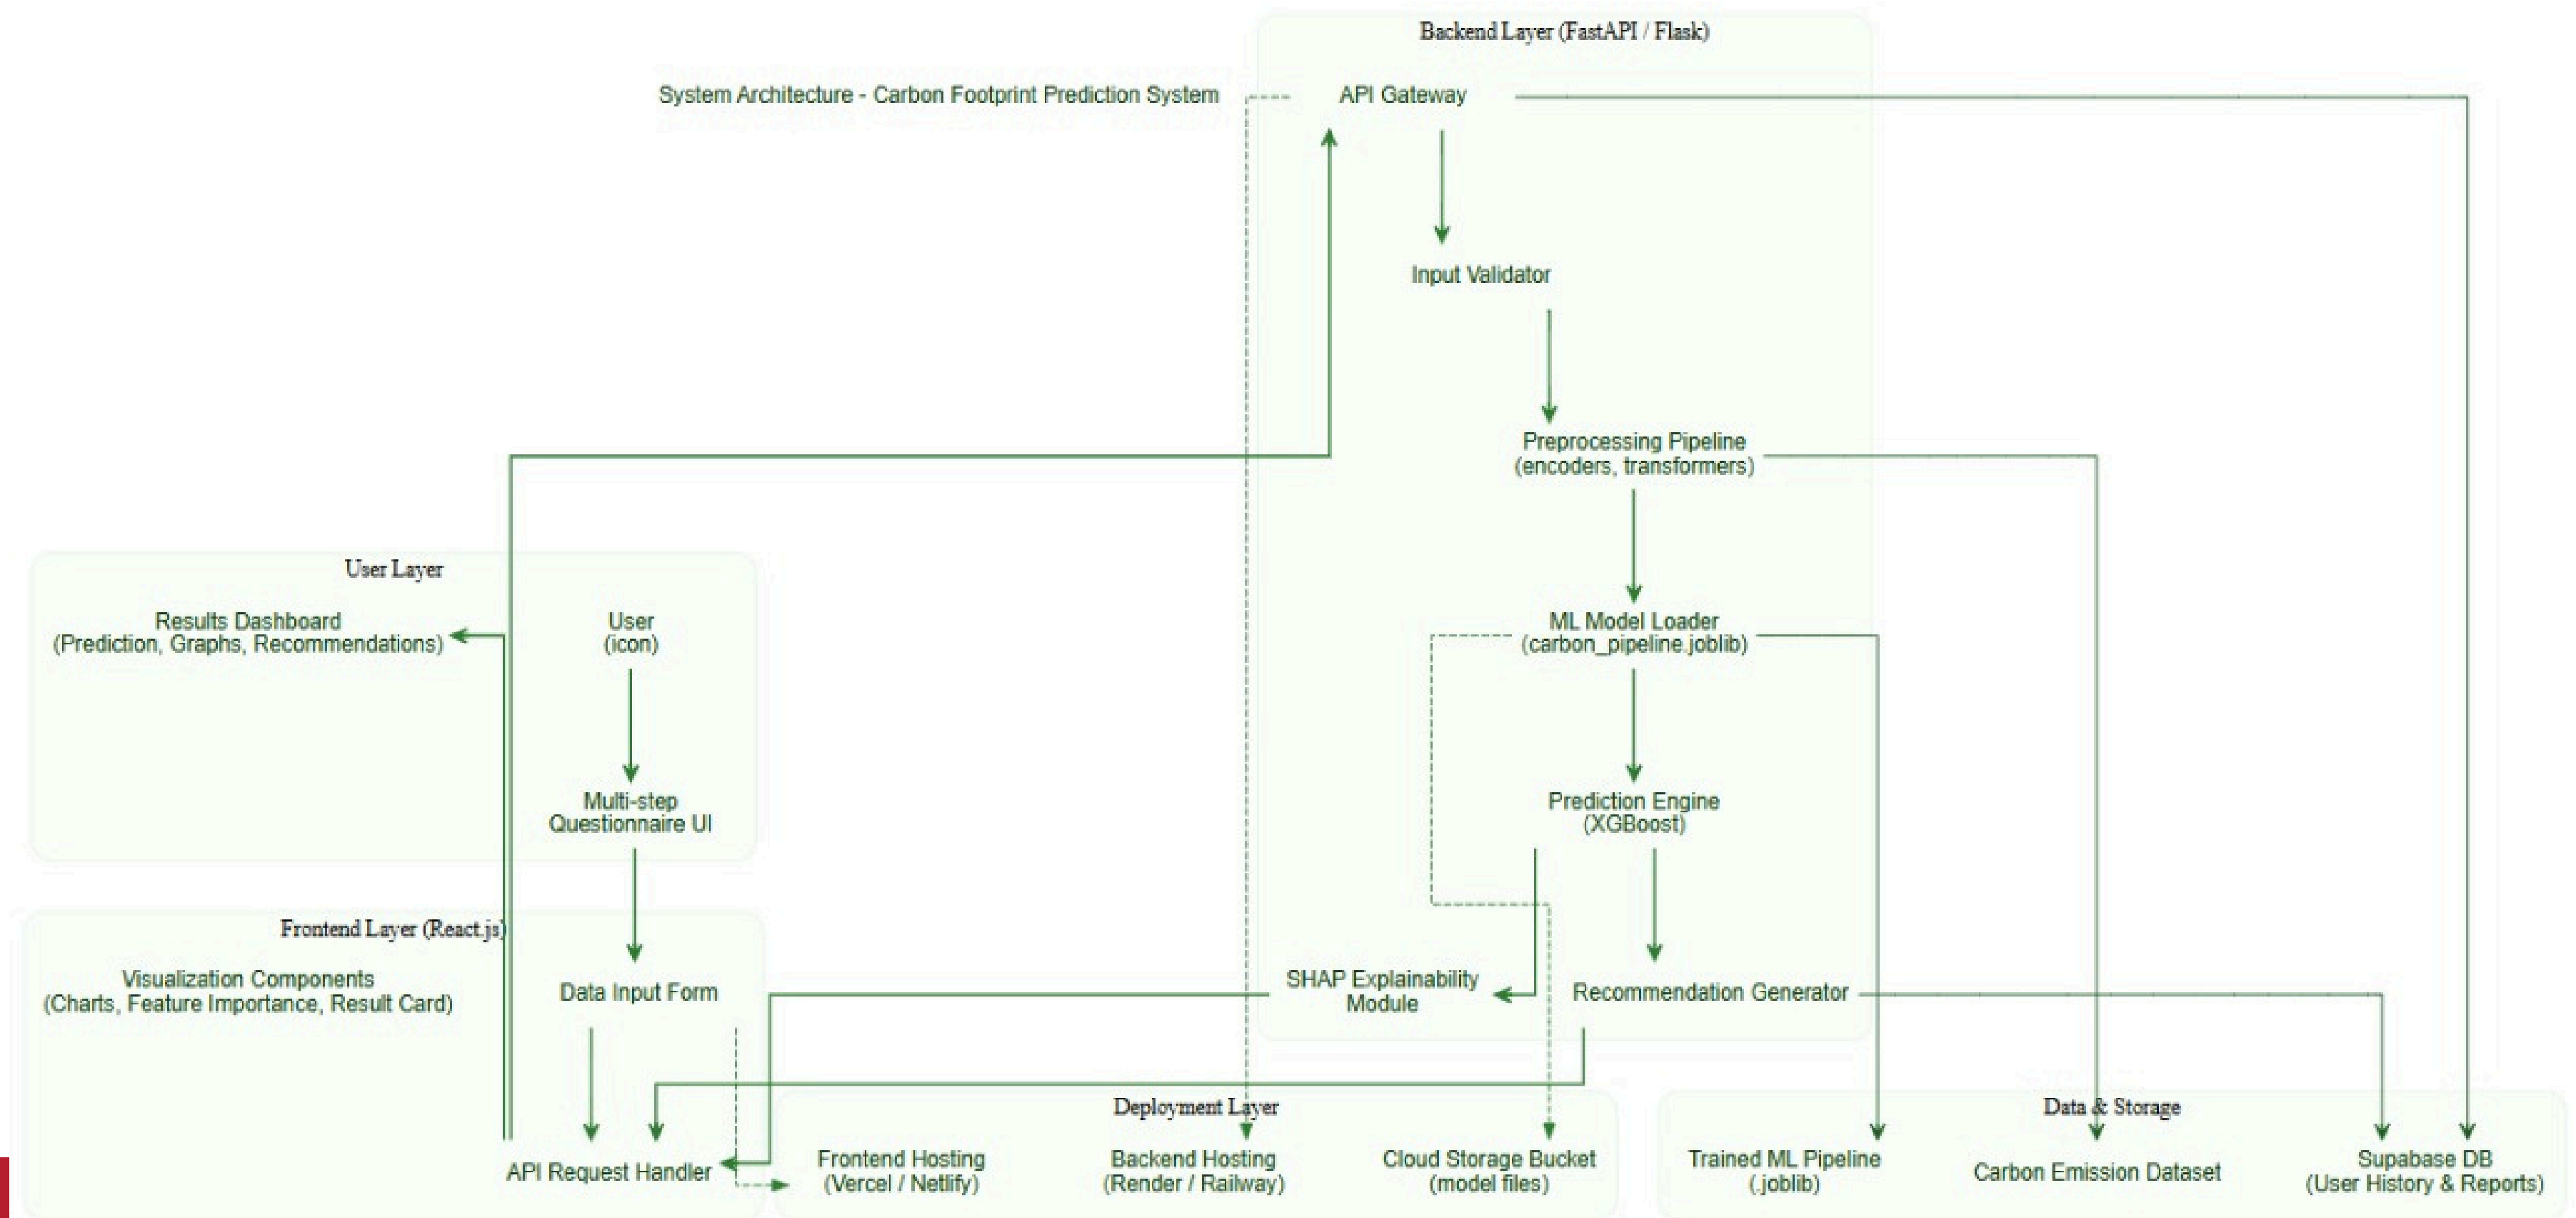 Backend Layer (FastAPI / Flask)
System Architecture - Carbon Footprint Prediction System
API Gateway
Input Validator
Preprocessing Pipeline
(encoders, transformers)
User Layer
Results Dashboard
(Prediction, Graphs, Recommendations)
User
(icon)
ML Model Loader
(carbon_pipeline.joblib)
Multi-step
Questionnaire UI
Prediction Engine
(XGBoost)
Frontend Layer (React.js)
Visualization Components
(Charts, Feature Importance, Result Card)
Data Input Form
SHAP Explainability
Module
Recommendation Generator
Deployment Layer
Data & Storage
API Request Handler
Frontend Hosting
(Vercel / Netlify)
Backend Hosting
(Render / Railway)
Cloud Storage Bucket
(model files)
Trained ML Pipeline
(.joblib)
Carbon Emission Dataset
Supabase DB
(User History & Reports)